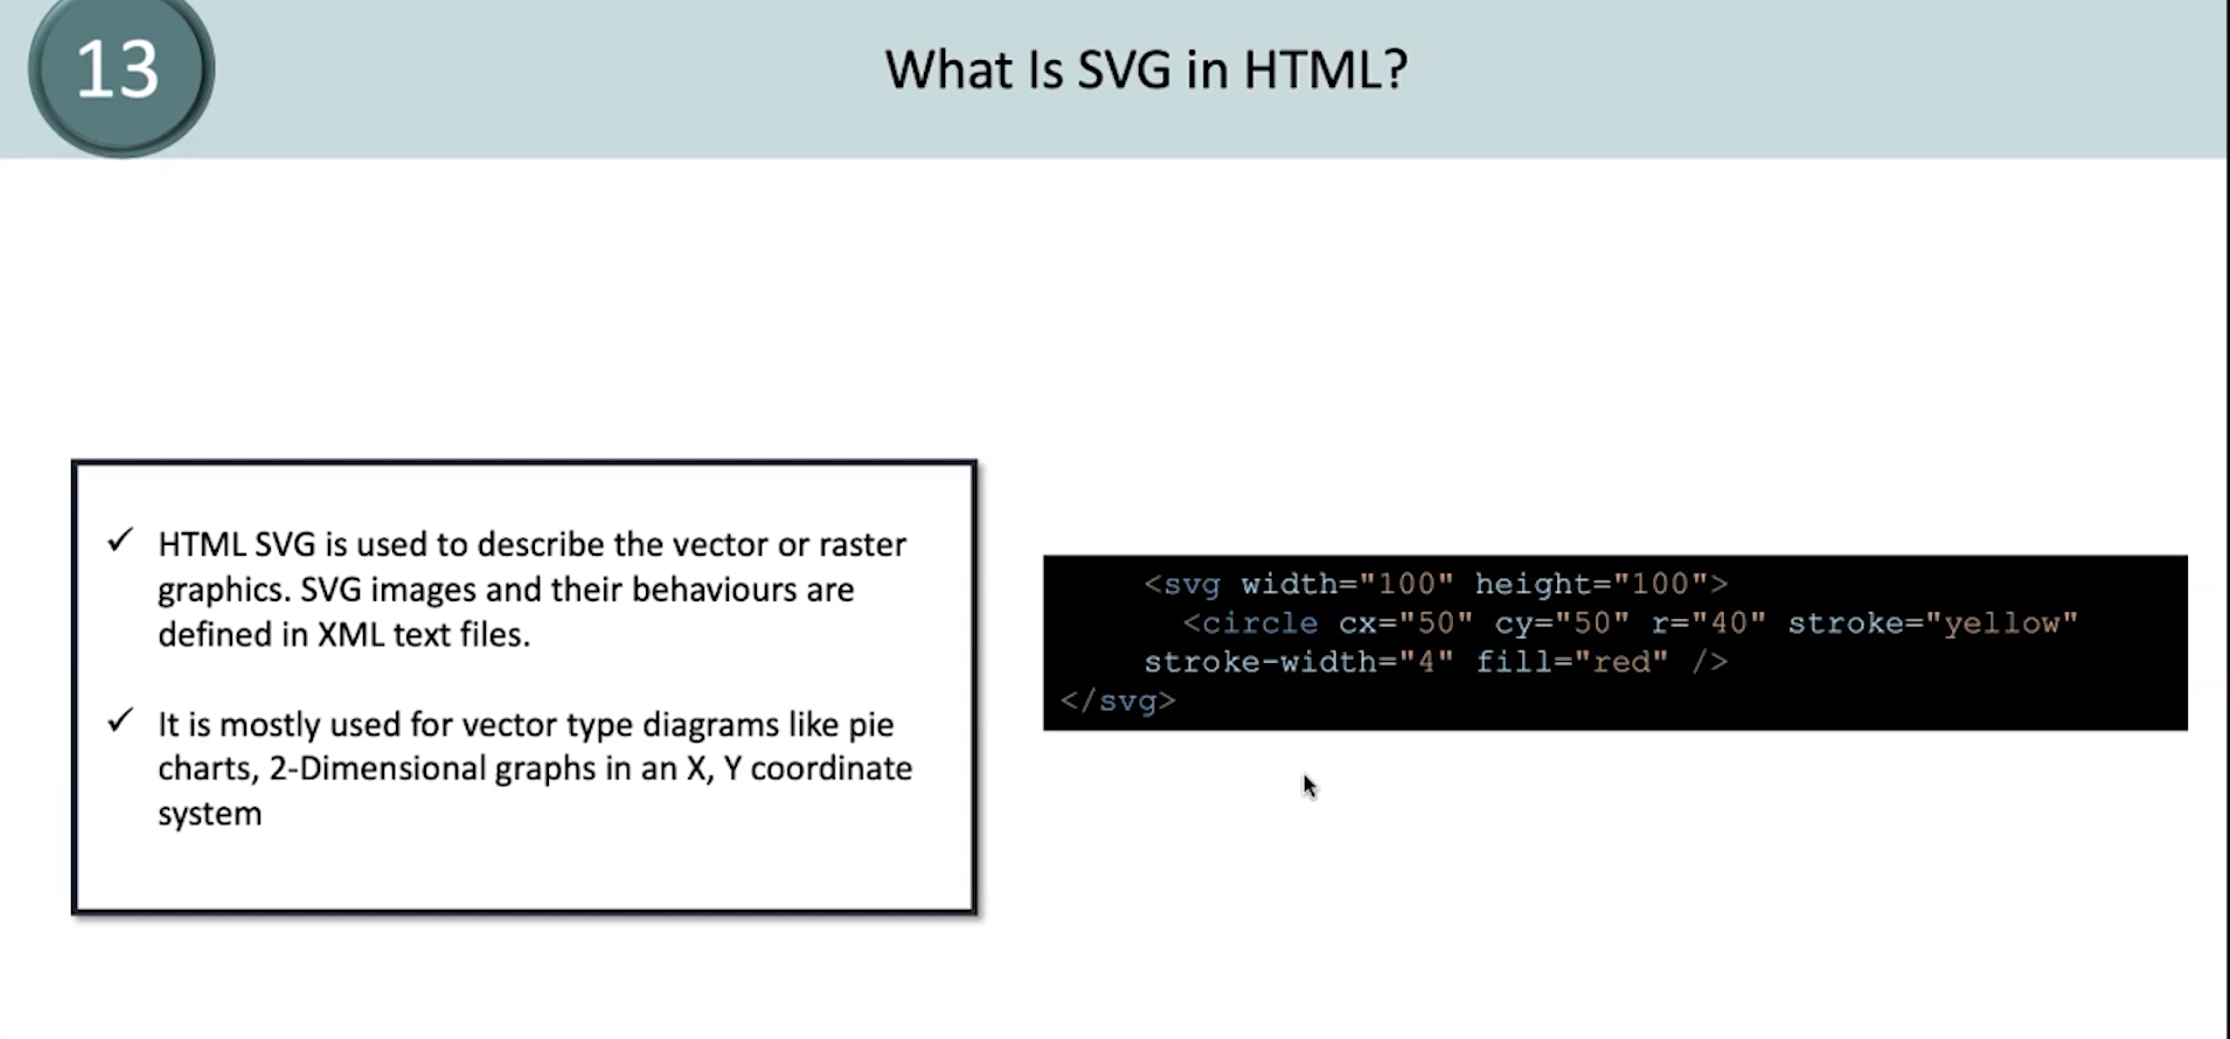 13
What Is SVG in HTML?
✓ HTML SVG is used to describe the vector or raster
graphics. SVG images and their behaviours are
defined in XML text files.
✓ It is mostly used for vector type diagrams like pie
charts, 2-Dimensional graphs in an X, Y coordinate
system
<svg width="100" height="100">
<circle cx="50" cy="50" r="40" stroke="yellow"
stroke-width="4" fill="red" />
</svg>